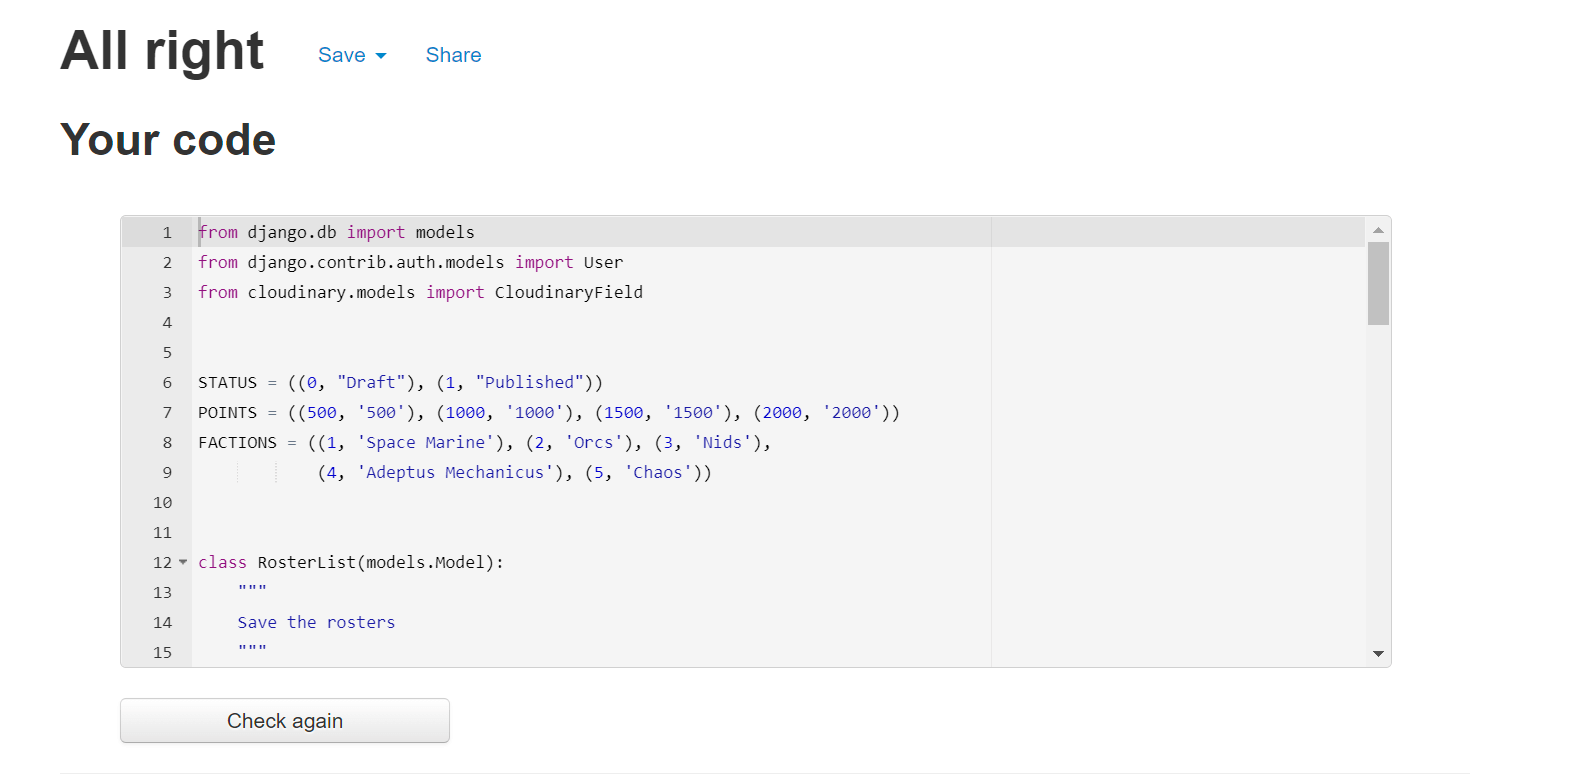 All right Save Share
Your code
1 from django.db import models
2 from django.contrib.auth.models import User
3 from cloudinary.models import CloudinaryField
4
5
6 STATUS = ((0, "Draft"), (1, "Published"))
7 POINTS = ((500, '500'), (1000, '1000'), (1500, '1500'), (2000, '2000'))
8 FACTIONS = ((1, 'Space Marine'), (2, 'Orcs'), (3, 'Nids'),
9             (4, 'Adeptus Mechanicus'), (5, 'Chaos'))
10
11
12 class RosterList(models.Model):
13     """
14     Save the rosters
15     """
Check again